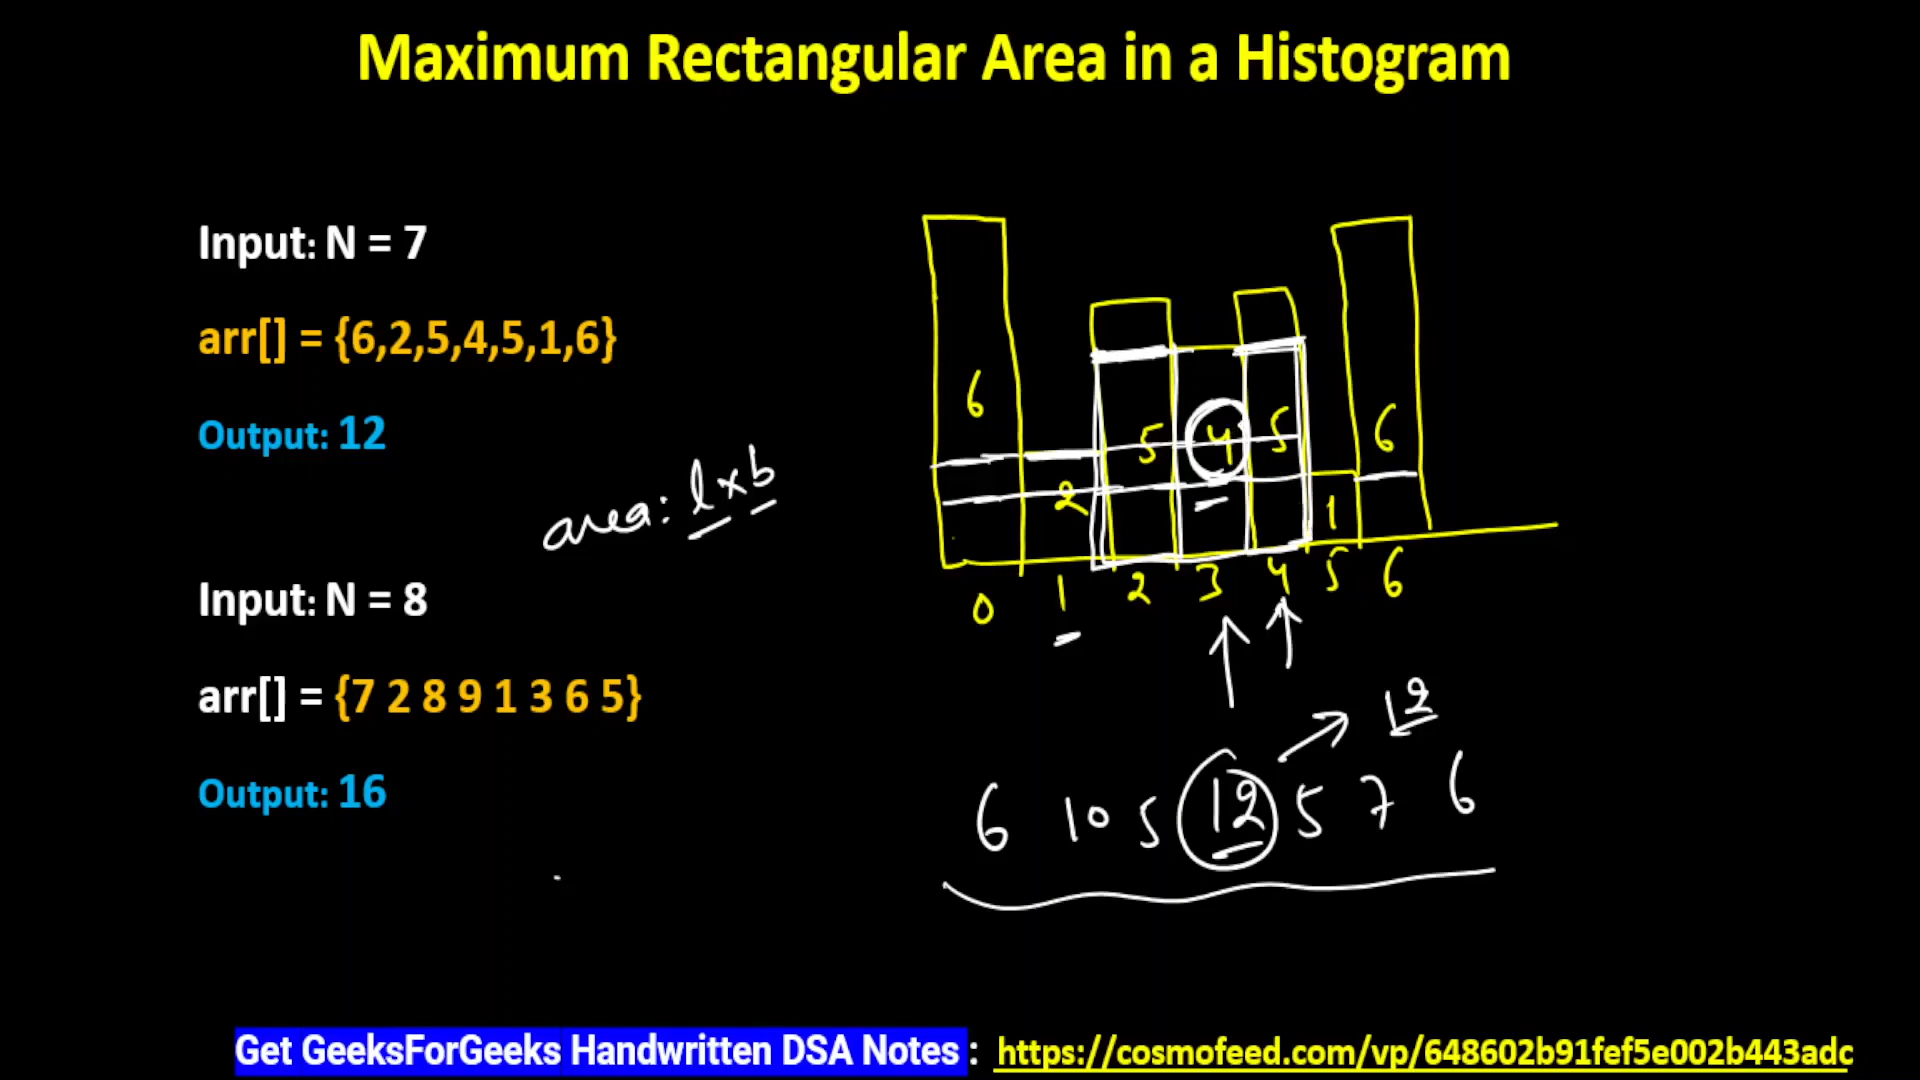 Maximum Rectangular Area in a Histogram
Input: N = 7
arr[] = {6,2,5,4,5,1,6}
Output: 12
area: l x b
Input: N = 8
arr[] = {7 2 8 9 1 3 6 5}
Output: 16
6 2 5 4 5 1 6
0 1 2 3 4 5 6
12
6 10 5 12 5 7 6
Get GeeksForGeeks Handwritten DSA Notes : https://cosmofeed.com/vp/648602b91fef5e002b443adc